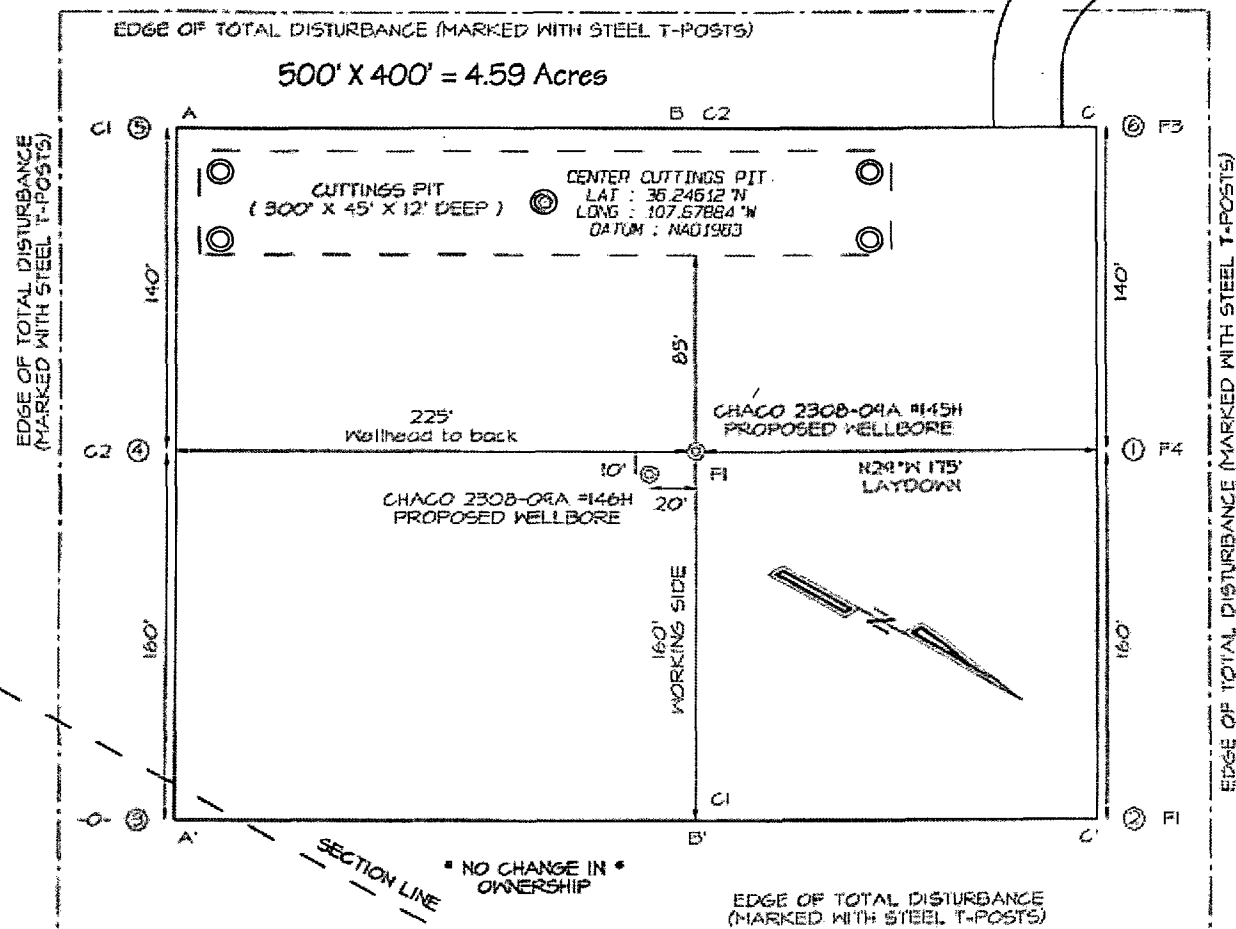 EDGE OF TOTAL DISTURBANCE (MARKED WITH STEEL T-POSTS)
500' X 400' = 4.59 Acres
EDGE OF TOTAL DISTURBANCE
(MARKED WITH STEEL T-POSTS)
C1 5
A
B C2
C
6 F3
CUTTINGS PIT
( 300' X 45' X 12' DEEP )
CENTER CUTTINGS PIT
LAT : 36.24612 °N
LONG : 107.67884 °W
DATUM : NAD1983
140'
85'
140'
EDGE OF TOTAL DISTURBANCE (MARKED WITH STEEL T-POSTS)
225'
Wellhead to back
CHACO 2308-09A #145H
PROPOSED WELLBORE
C2 4
1 F4
10'
F1
N29°W 175'
LAYDOWN
20'
CHACO 2308-09A #146H
PROPOSED WELLBORE
160'
160'
WORKING SIDE
N
160'
-0- 3
A'
B'
C1
C'
2 F1
SECTION LINE
* NO CHANGE IN *
OWNERSHIP
EDGE OF TOTAL DISTURBANCE
(MARKED WITH STEEL T-POSTS)